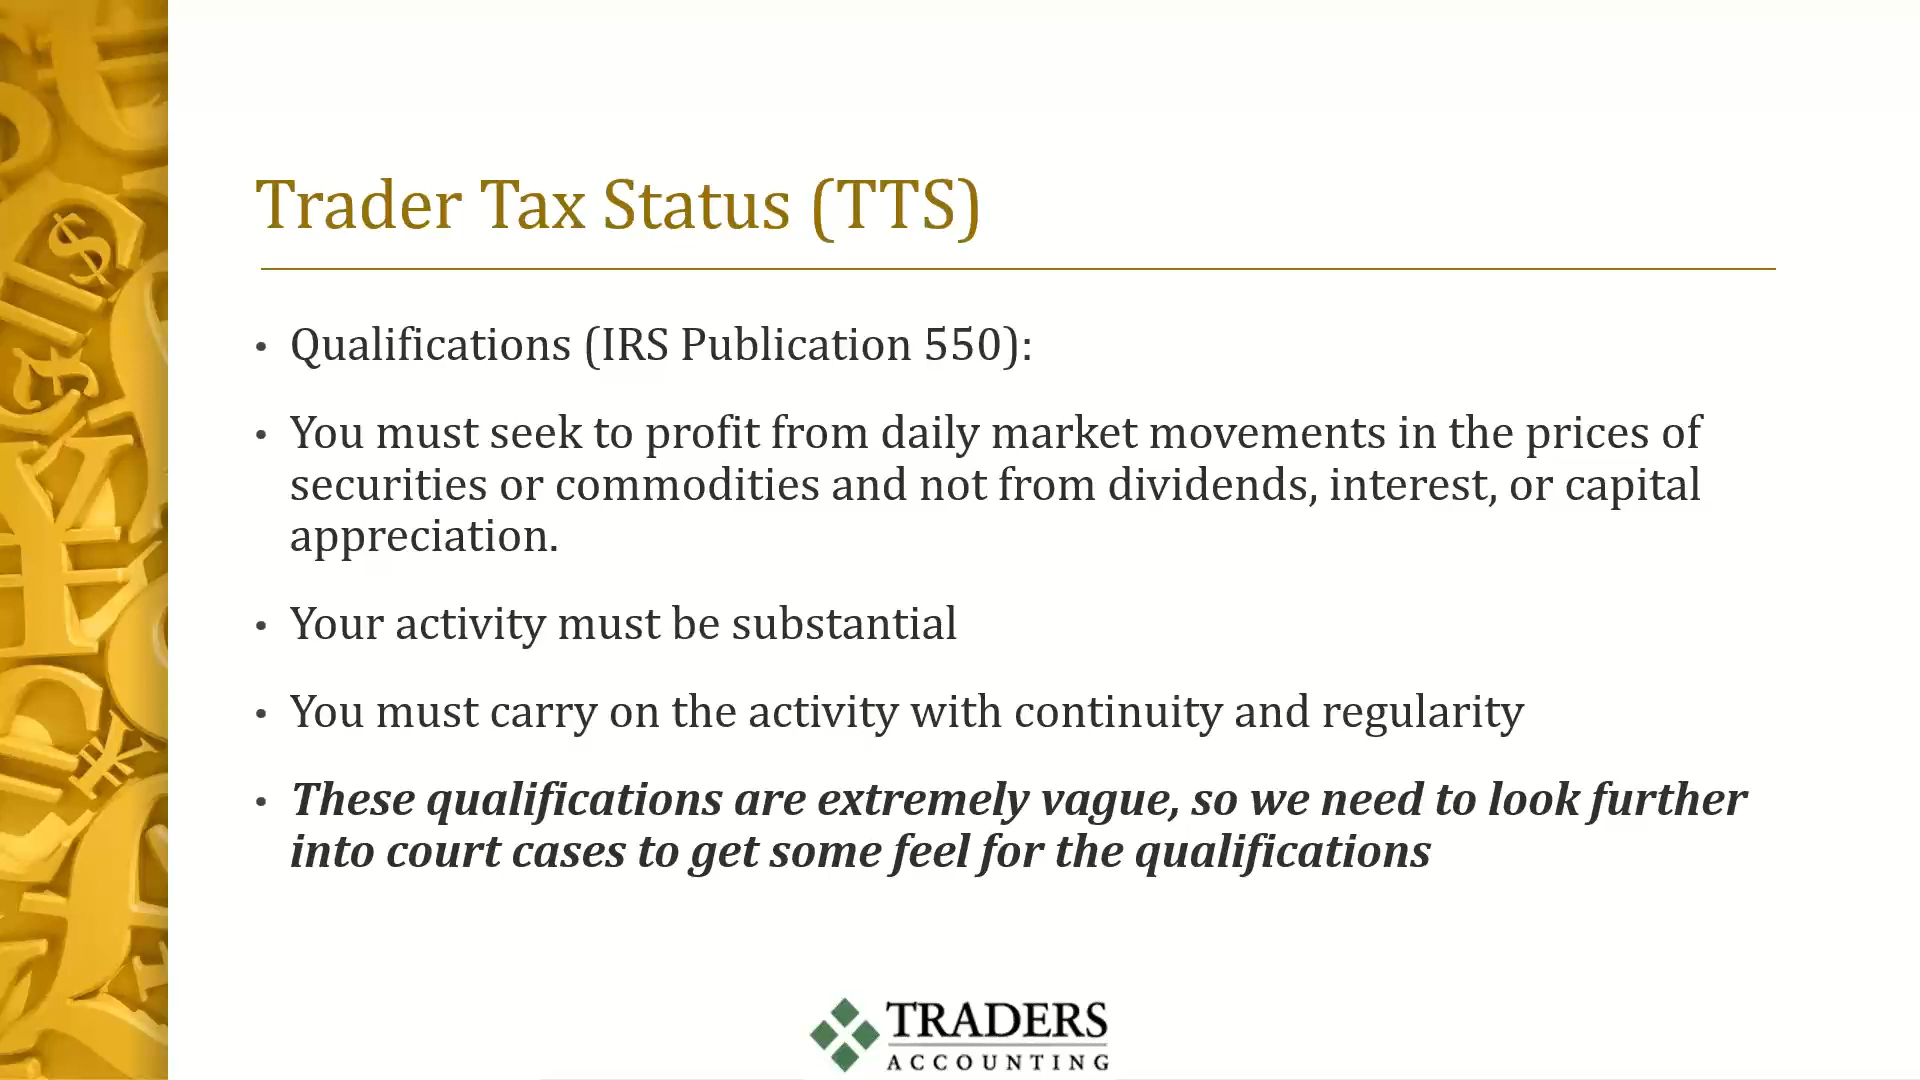 Trader Tax Status (TTS)
• Qualifications (IRS Publication 550):
• You must seek to profit from daily market movements in the prices of
securities or commodities and not from dividends, interest, or capital
appreciation.
• Your activity must be substantial
• You must carry on the activity with continuity and regularity
• These qualifications are extremely vague, so we need to look further
into court cases to get some feel for the qualifications
TRADERS
ACCOUNTING